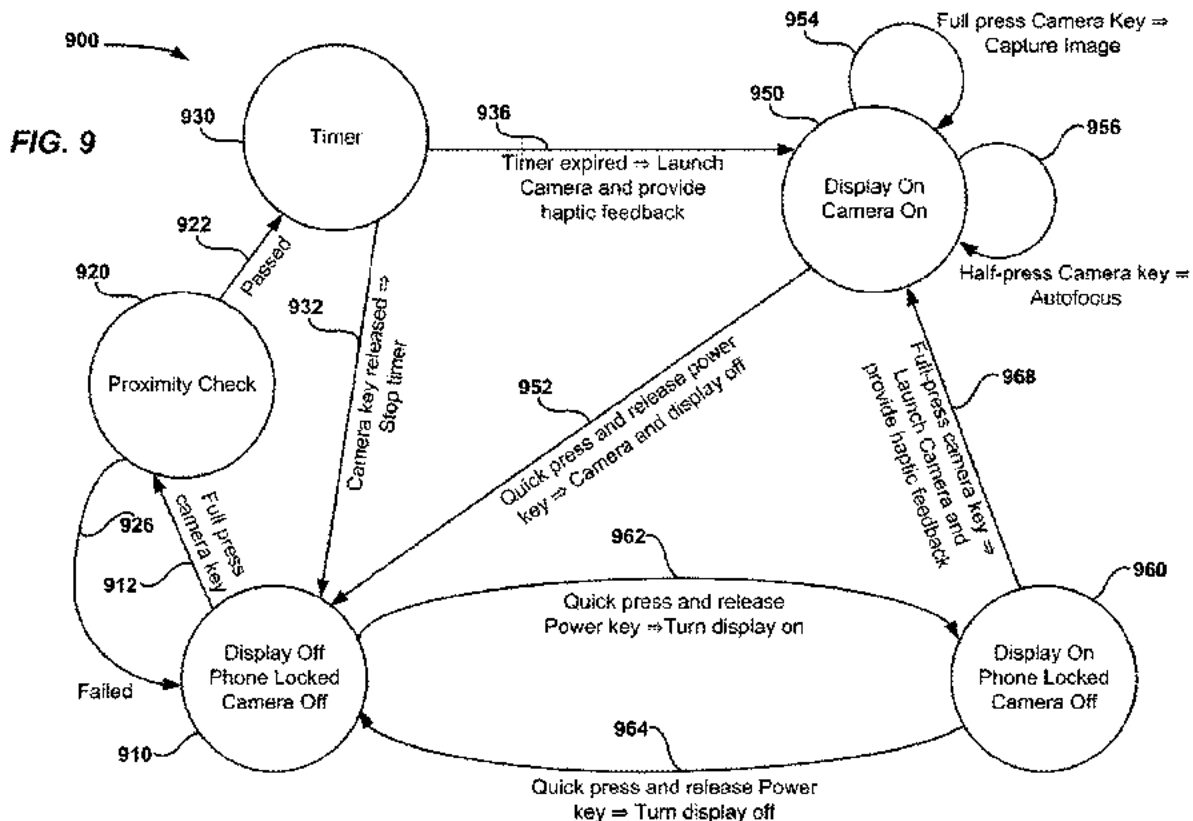 900
FIG. 9
930
Timer
936
Timer expired ⇒ Launch
Camera and provide
haptic feedback
954
Full press Camera Key ⇒
Capture Image
950
956
Display On
Camera On
Half-press Camera key ⇒
Autofocus
922
Passed
920
Proximity Check
932
Camera key released ⇒
Stop timer
952
Quick press and release power
key ⇒ Camera and display off
Full-press camera key ⇒
Launch Camera and
provide haptic feedback
968
926
912
Full press
camera key
962
Quick press and release
Power key ⇒Turn display on
960
Display Off
Phone Locked
Camera Off
Display On
Phone Locked
Camera Off
Failed
910
964
Quick press and release Power
key ⇒ Turn display off